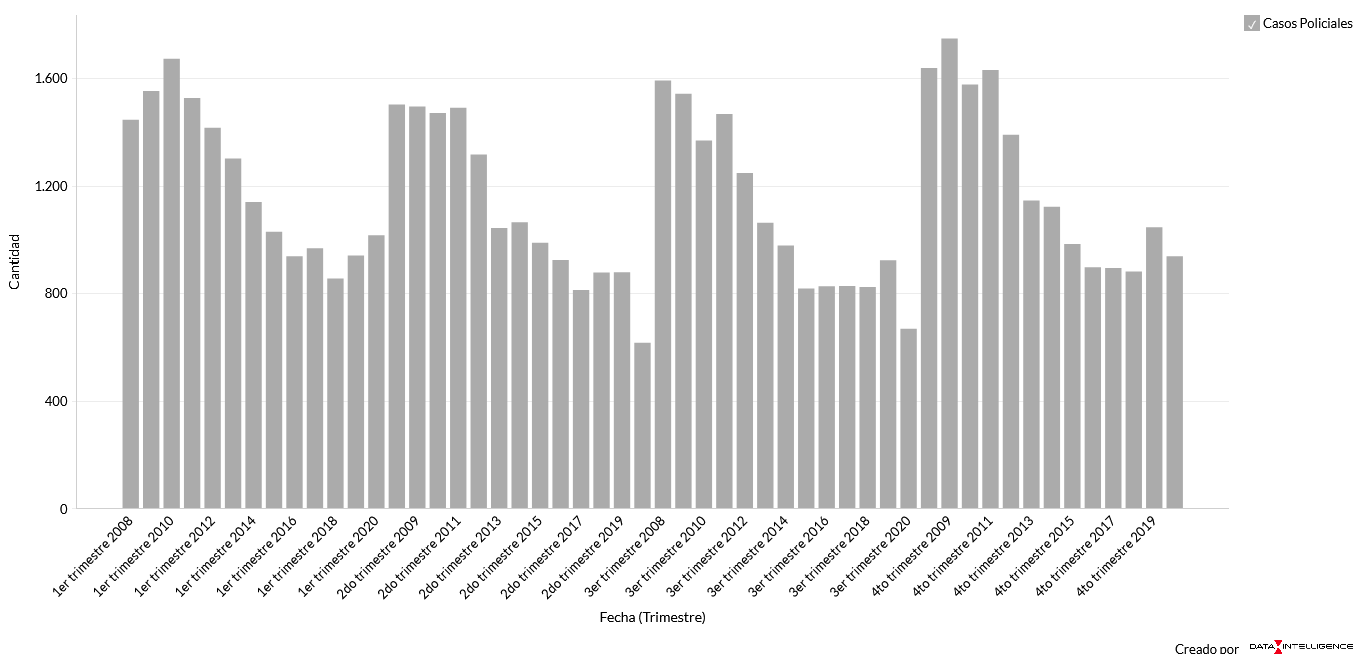 Casos Policiales
1.600
1.200
800
400
0
Cantidad
1er trimestre 2008
1er trimestre 2010
1er trimestre 2012
1er trimestre 2014
1er trimestre 2016
1er trimestre 2018
1er trimestre 2020
2do trimestre 2009
2do trimestre 2011
2do trimestre 2013
2do trimestre 2015
2do trimestre 2017
2do trimestre 2019
3er trimestre 2008
3er trimestre 2010
3er trimestre 2012
3er trimestre 2014
3er trimestre 2016
3er trimestre 2018
3er trimestre 2020
4to trimestre 2009
4to trimestre 2011
4to trimestre 2013
4to trimestre 2015
4to trimestre 2017
4to trimestre 2019
Fecha (Trimestre)
Creado por DATA INTELLIGENCE